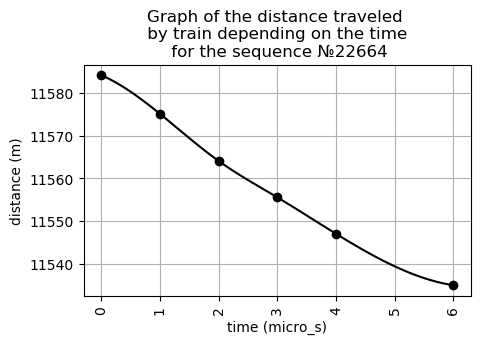 Graph of the distance traveled
by train depending on the time
for the sequence №22664
11580
11570
11560
11550
11540
distance (m)
0 1 2 3 4 5 6
time (micro_s)